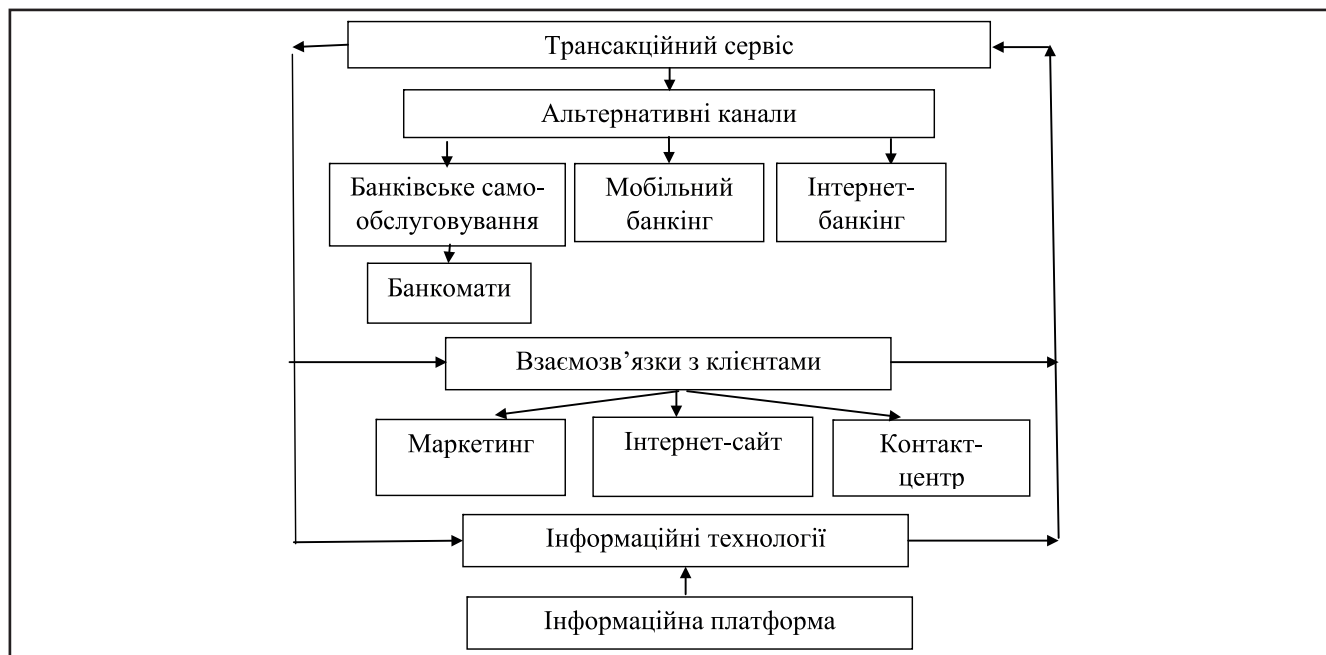 Трансакційний сервіс
Альтернативні канали
Банківське само-
обслуговування
Мобільний
банкінг
Інтернет-
банкінг
Банкомати
Взаємозв’язки з клієнтами
Маркетинг
Інтернет-сайт
Контакт-
центр
Інформаційні технології
Інформаційна платформа